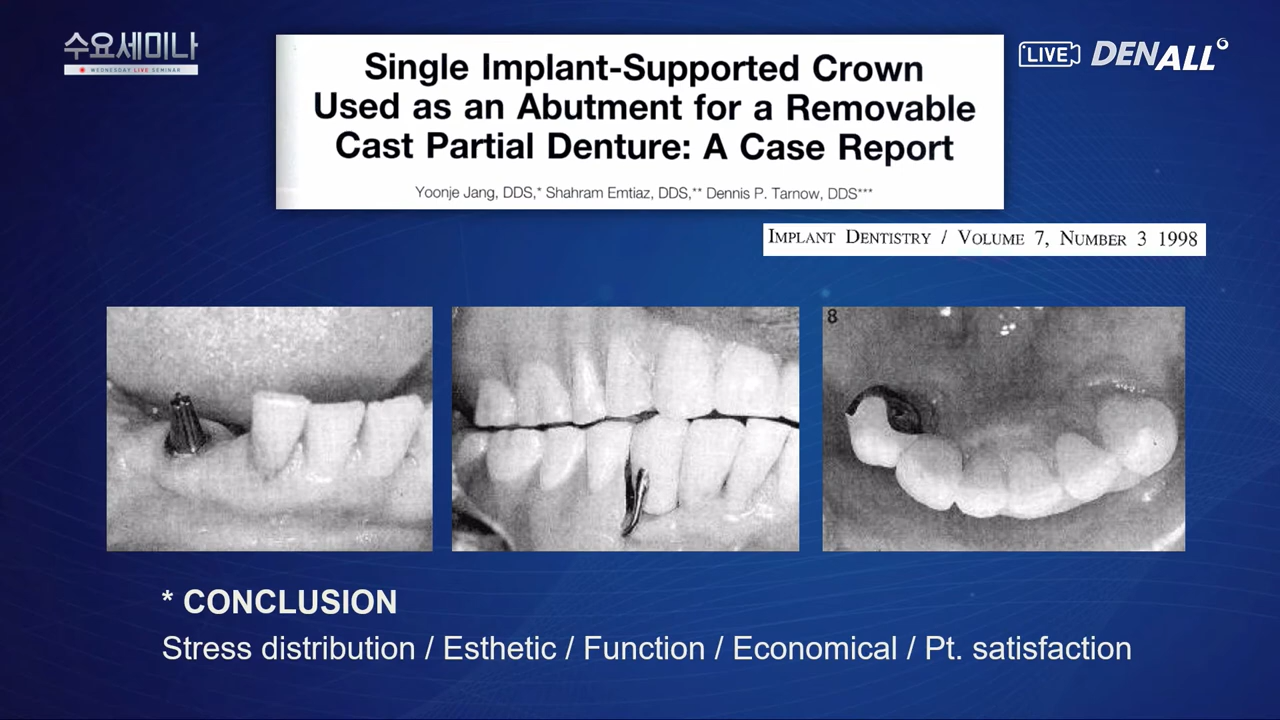 수요세미나
WEDNESDAY LIVE SEMINAR
LIVE DENALL
Single Implant-Supported Crown
Used as an Abutment for a Removable
Cast Partial Denture: A Case Report
Yoonje Jang, DDS,* Shahram Emtiaz, DDS,** Dennis P. Tarnow, DDS***
IMPLANT DENTISTRY / VOLUME 7, NUMBER 3 1998
8
* CONCLUSION
Stress distribution / Esthetic / Function / Economical / Pt. satisfaction